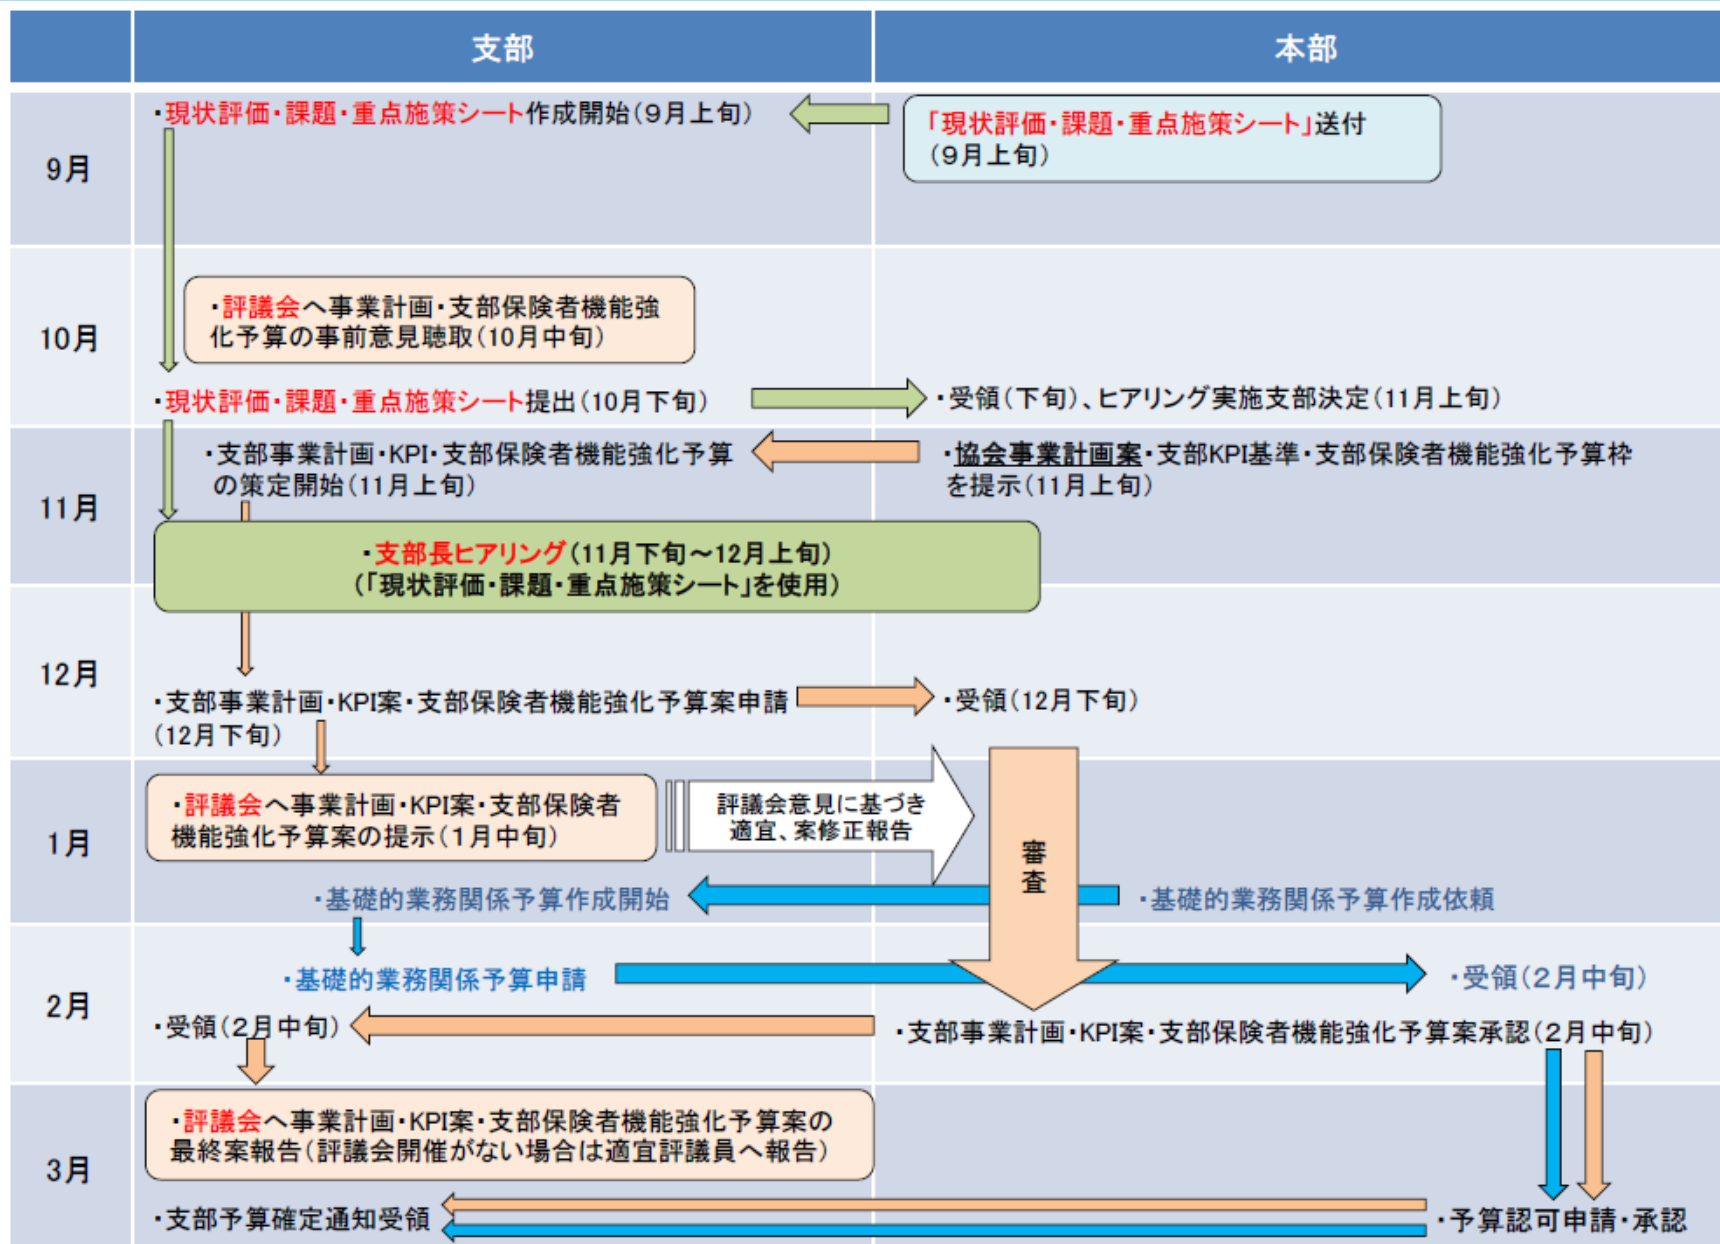 支部
本部
9月
・現状評価・課題・重点施策シート作成開始(9月上旬)
「現状評価・課題・重点施策シート」送付
(9月上旬)
10月
・評議会へ事業計画・支部保険者機能強
化予算の事前意見聴取(10月中旬)
・現状評価・課題・重点施策シート提出(10月下旬)
・受領(下旬)、ヒアリング実施支部決定(11月上旬)
11月
・支部事業計画・KPI・支部保険者機能強化予算
の策定開始(11月上旬)
・協会事業計画案・支部KPI基準・支部保険者機能強化予算枠
を提示(11月上旬)
・支部長ヒアリング(11月下旬～12月上旬)
(「現状評価・課題・重点施策シート」を使用)
12月
・支部事業計画・KPI案・支部保険者機能強化予算案申請
(12月下旬)
・受領(12月下旬)
1月
・評議会へ事業計画・KPI案・支部保険者
機能強化予算案の提示(1月中旬)
評議会意見に基づき
適宜、案修正報告
審
査
・基礎的業務関係予算作成開始
・基礎的業務関係予算作成依頼
2月
・基礎的業務関係予算申請
・受領(2月中旬)
・受領(2月中旬)
・支部事業計画・KPI案・支部保険者機能強化予算案承認(2月中旬)
3月
・評議会へ事業計画・KPI案・支部保険者機能強化予算案の
最終案報告(評議会開催がない場合は適宜評議員へ報告)
・支部予算確定通知受領
・予算認可申請・承認